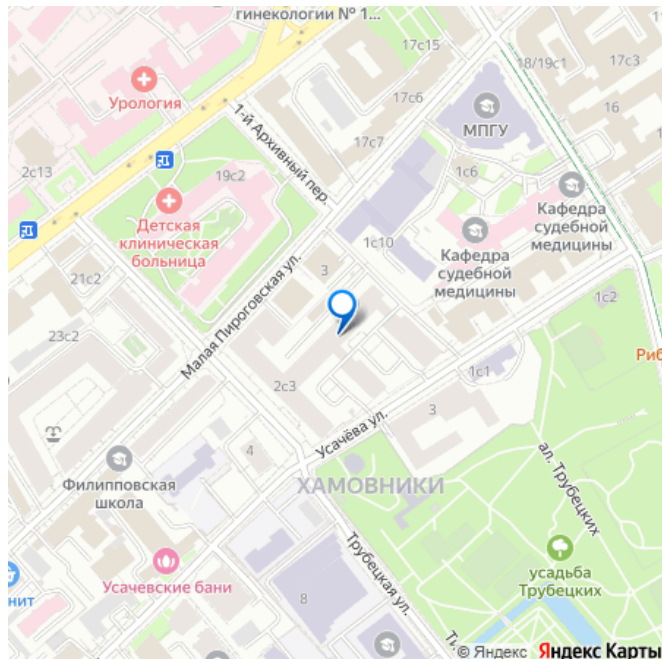 гинекологии № 1...
17с15
18/19с1
17с3
Урология
17с6
МПГУ
16
1-й Архивный пер.
17с7
2с13
19с2
1с6
Детская
клиническая
больница
Кафедра
судебной
медицины
1с10
Кафедра
судебной
медицины
3
Малая Пироговская ул.
21с2
1с2
23с2
Риб
2с3
1с1
3
Усачёва ул.
4
ал. Трубецких
Филипповская
школа
ХАМОВНИКИ
Трубецкая ул.
Усачевские бани
нит
усадьба
Трубецких
8
Ти
© Яндекс Яндекс Карты